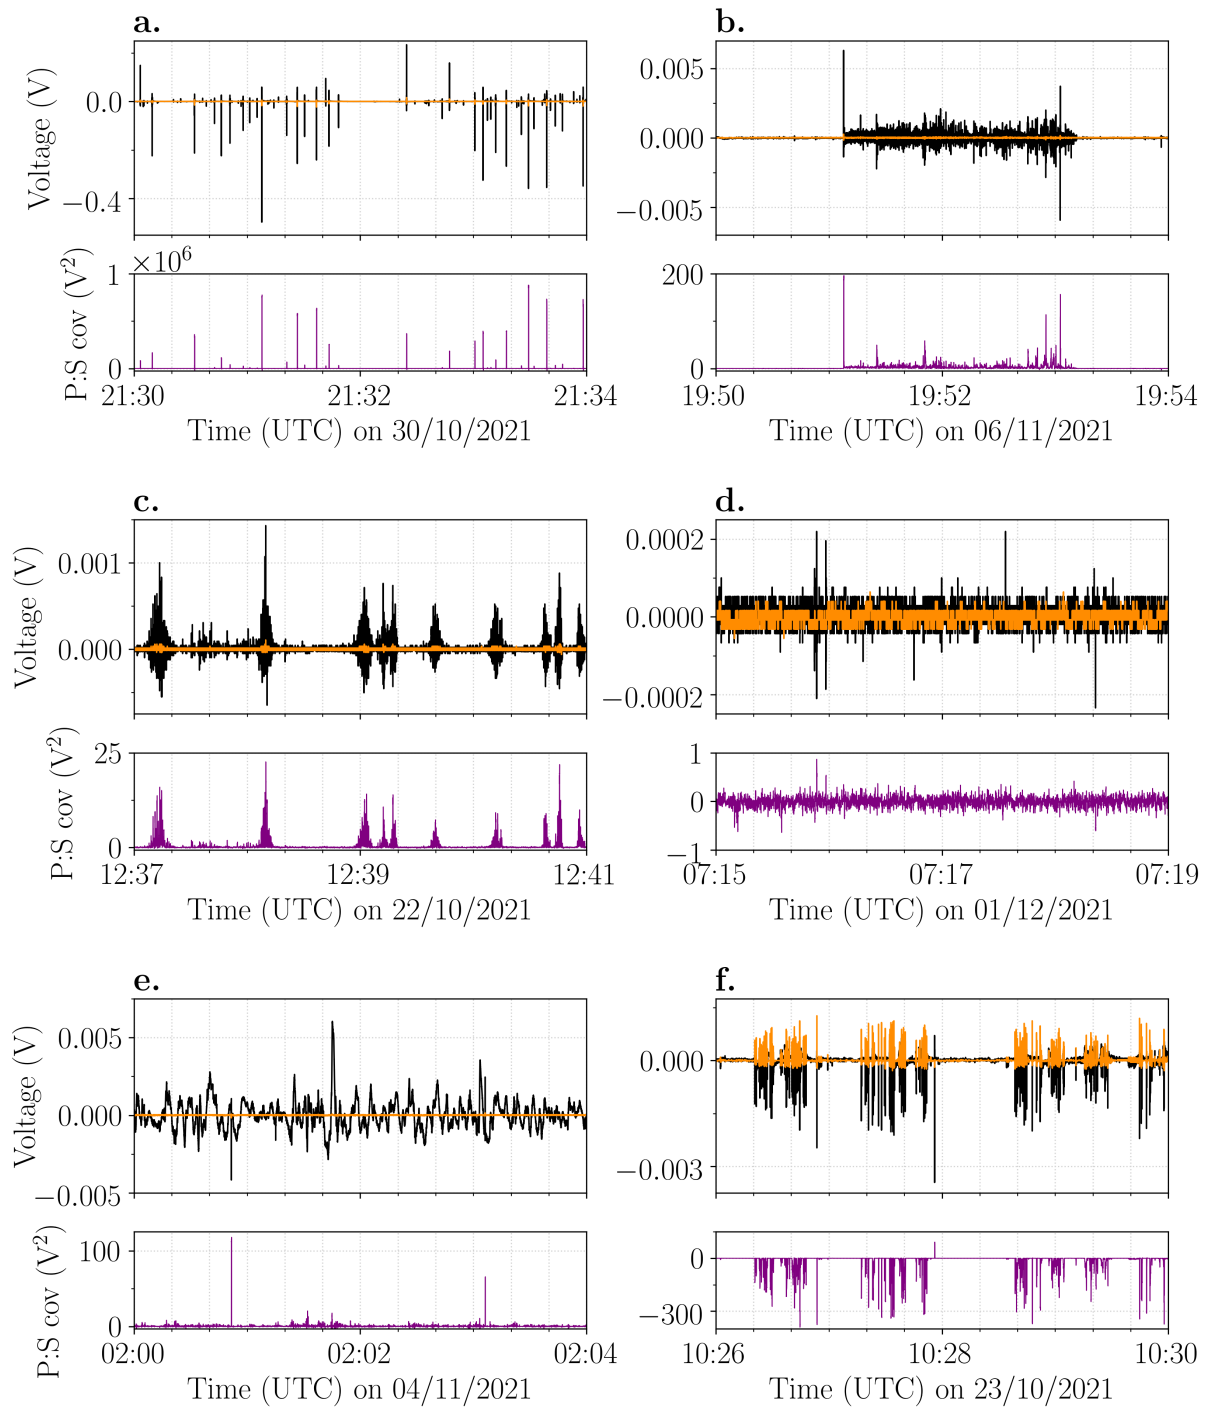 a.
Voltage (V)
0.0
−0.4
×10⁶
P:S cov (V²)
1
0
21:30 21:32 21:34
Time (UTC) on 30/10/2021
b.
0.005
0.000
−0.005
200
0
19:50 19:52 19:54
Time (UTC) on 06/11/2021
c.
Voltage (V)
0.001
0.000
P:S cov (V²)
25
0
12:37 12:39 12:41
Time (UTC) on 22/10/2021
d.
0.0002
0.0000
−0.0002
1
0
−1
07:15 07:17 07:19
Time (UTC) on 01/12/2021
e.
Voltage (V)
0.005
0.000
−0.005
P:S cov (V²)
100
0
02:00 02:02 02:04
Time (UTC) on 04/11/2021
f.
0.000
−0.003
0
−300
10:26 10:28 10:30
Time (UTC) on 23/10/2021